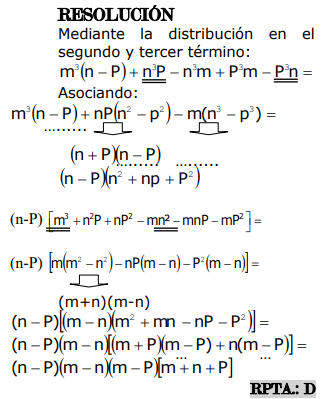 RESOLUCIÓN
Mediante la distribución en el
segundo y tercer término:
m³(n – P) + n³P – n³m + P³m – P³n =
Asociando:
m³(n – P) + nP(n² – p²) – m(n³ – p³) =
(n + P)(n – P)
(n – P)(n² + np + P²)
(n-P) [m³ + n²P + nP² – mn² – mnP – mP²] =
(n-P) [m(m² – n²) – nP(m – n) – P²(m – n)] =
(m+n)(m-n)
(n – P)[(m – n)(m² + mn – nP – P²)] =
(n – P)(m – n)[(m + P)(m – P) + n(m – P)] =
(n – P)(m – n)(m – P)[m + n + P]
RPTA.: D